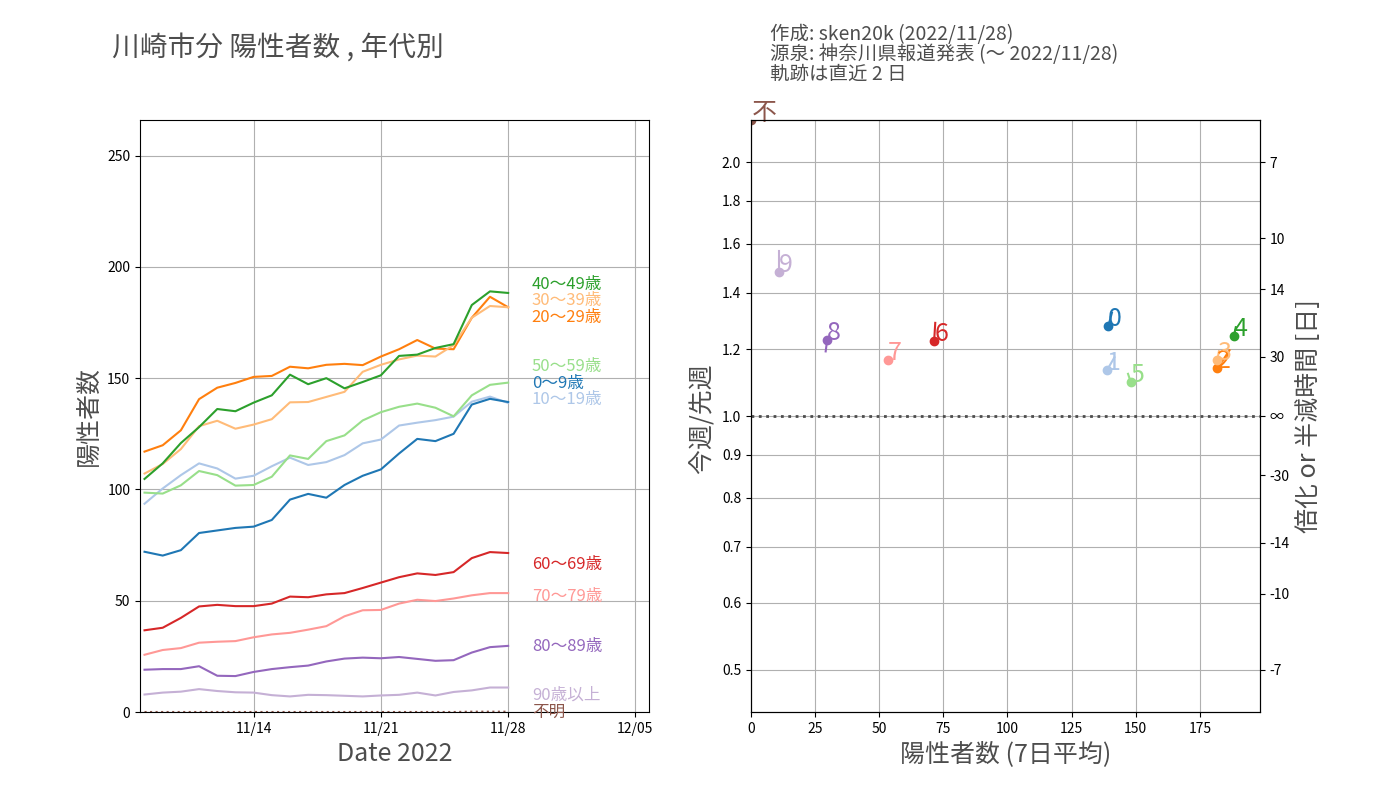 川崎市分 陽性者数 , 年代別
作成: sken20k (2022/11/28)
源泉: 神奈川県報道発表 (〜 2022/11/28)
軌跡は直近 2 日
陽性者数
250
200
150
100
50
0
11/14
11/21
11/28
12/05
Date 2022
40〜49歳
30〜39歳
20〜29歳
50〜59歳
0〜9歳
10〜19歳
60〜69歳
70〜79歳
80〜89歳
90歳以上
不明
今週/先週
2.0
1.8
1.6
1.4
1.2
1.0
0.9
0.8
0.7
0.6
0.5
不
9
8
7
6
0
1
5
4
3
2
0
25
50
75
100
125
150
175
陽性者数 (7日平均)
7
10
14
30
∞
-30
-14
-10
-7
倍化 or 半減時間 [日]